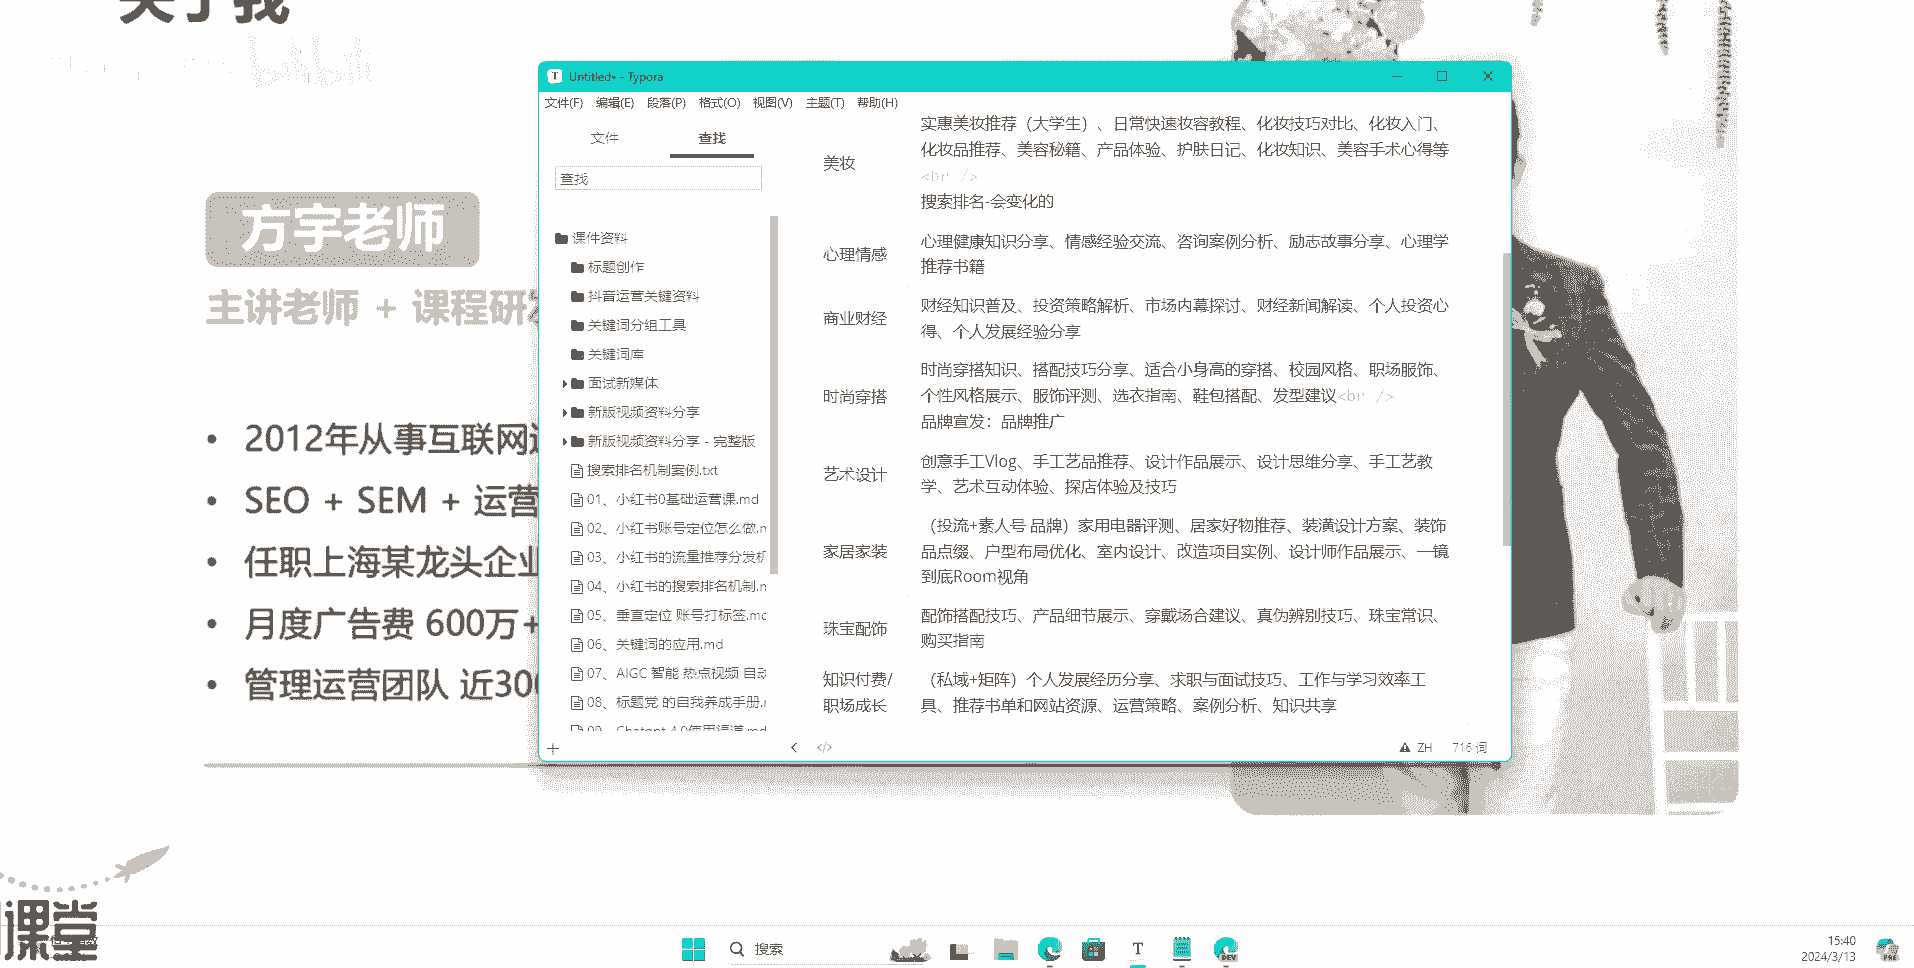 关于我
bilibili
方宇老师
主讲老师 + 课程研发
• 2012年从事互联网运
• SEO + SEM + 运营
• 任职上海某龙头企业
• 月度广告费 600万+
• 管理运营团队 近300
Untitled• - Typora
文件(F) 编辑(E) 段落(P) 格式(O) 视图(V) 主题(T) 帮助(H)
文件 查找
查找
课件资料
标题创作
抖音运营关键资料
关键词分组工具
关键词库
面试新媒体
新版视频资料分享
新版视频资料分享 - 完整版
搜索排名机制案例.txt
01、小红书0基础运营课.md
02、小红书账号定位怎么做.m
03、小红书的流量推荐分发机
04、小红书的搜索排名机制.m
05、垂直定位 账号打标签.md
06、关键词的应用.md
07、AIGC 智能 热点视频 自动
08、标题党 的自我养成手册.m
09、Chatgpt 4.0使用渠道.md
美妆
实惠美妆推荐（大学生）、日常快速妆容教程、化妆技巧对比、化妆入门、
化妆品推荐、美容秘籍、产品体验、护肤日记、化妆知识、美容手术心得等
<br />
搜索排名-会变化的
心理情感
心理健康知识分享、情感经验交流、咨询案例分析、励志故事分享、心理学
推荐书籍
商业财经
财经知识普及、投资策略解析、市场内幕探讨、财经新闻解读、个人投资心
得、个人发展经验分享
时尚穿搭
时尚穿搭知识、搭配技巧分享、适合小身高的穿搭、校园风格、职场服饰、
个性风格展示、服饰评测、选衣指南、鞋包搭配、发型建议<br />
品牌宣发：品牌推广
艺术设计
创意手工Vlog、手工艺品推荐、设计作品展示、设计思维分享、手工艺教
学、艺术互动体验、探店体验及技巧
家居家装
（投流+素人号 品牌）家用电器评测、居家好物推荐、装潢设计方案、装饰
品点缀、户型布局优化、室内设计、改造项目实例、设计师作品展示、一镜
到底Room视角
珠宝配饰
配饰搭配技巧、产品细节展示、穿戴场合建议、真伪辨别技巧、珠宝常识、
购买指南
知识付费/
职场成长
（私域+矩阵）个人发展经历分享、求职与面试技巧、工作与学习效率工
具、推荐书单和网站资源、运营策略、案例分析、知识共享
ZH 716 词
课堂
搜索
T
DEV
15:40
2024/3/13
PRE